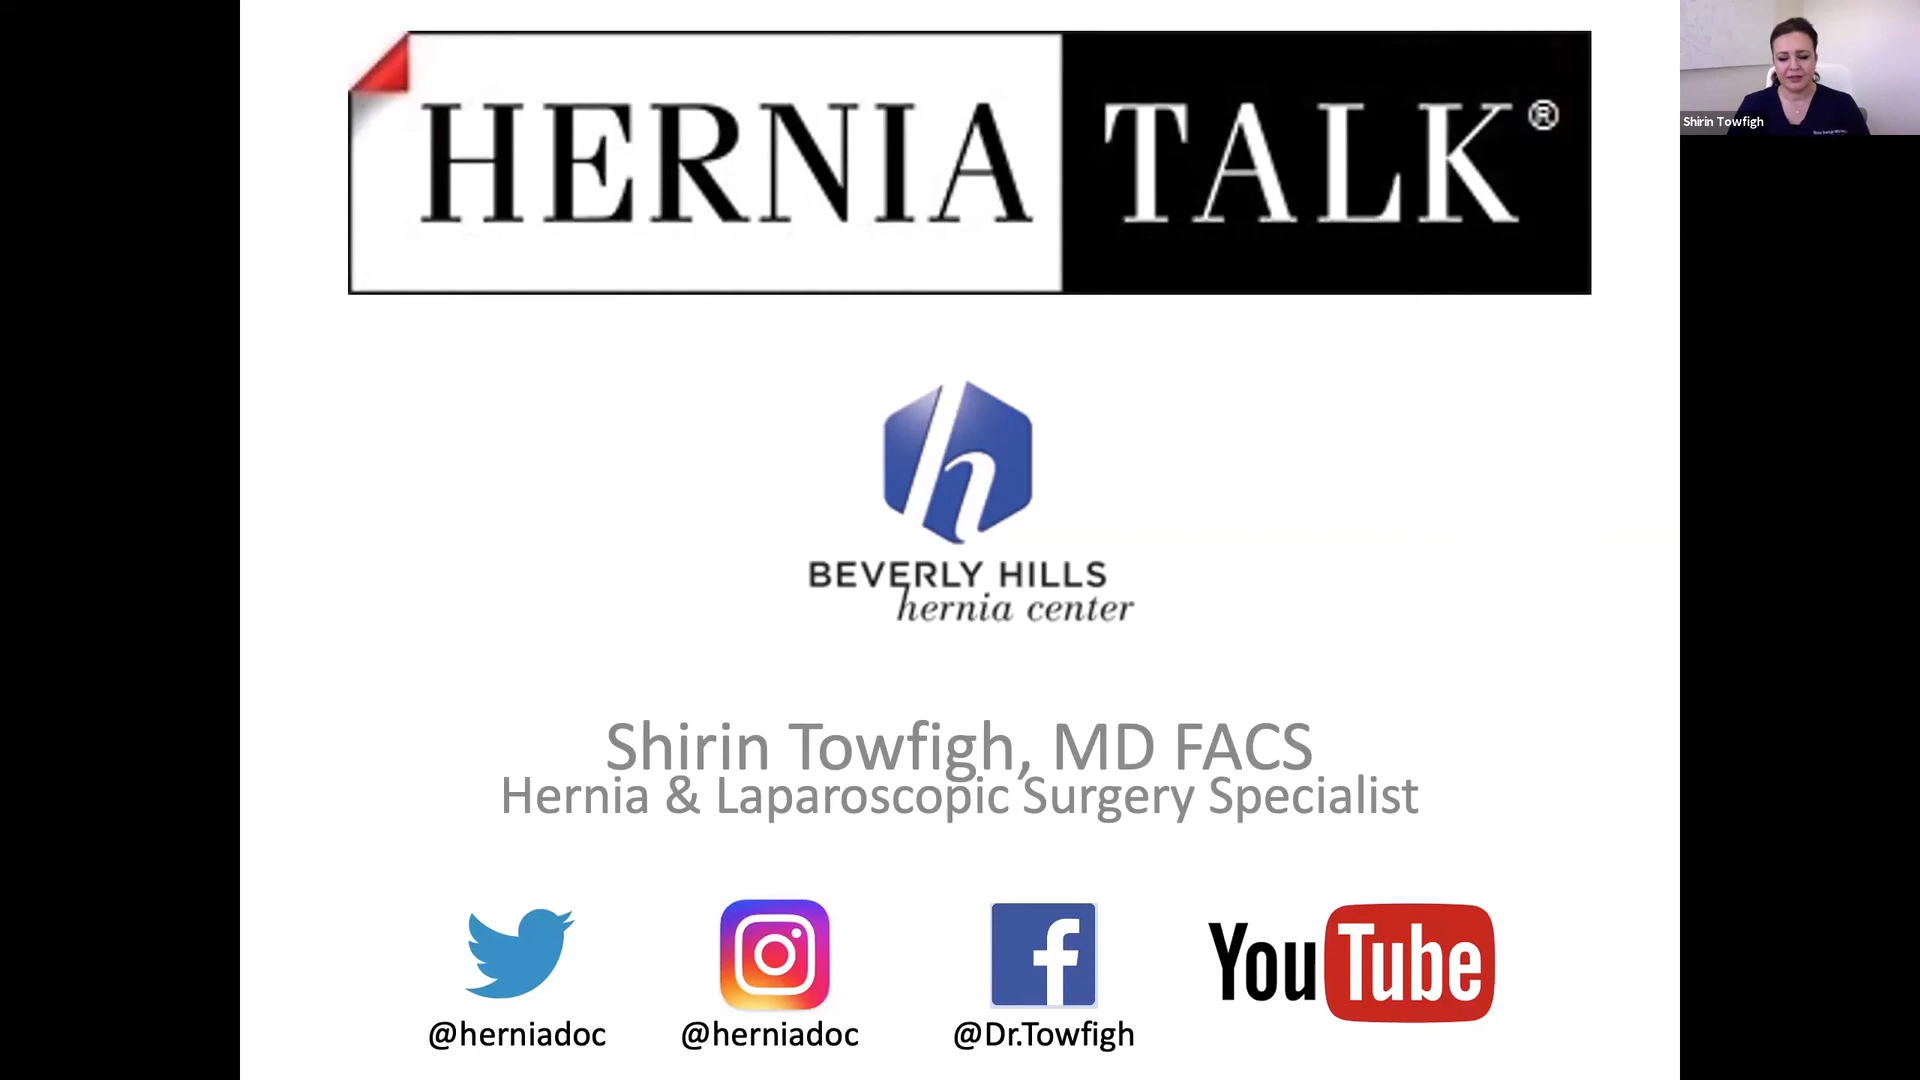 HERNIA TALK®
Shirin Towfigh
h
BEVERLY HILLS
hernia center
Shirin Towfigh, MD FACS
Hernia & Laparoscopic Surgery Specialist
f
YouTube
@herniadoc @herniadoc @Dr.Towfigh